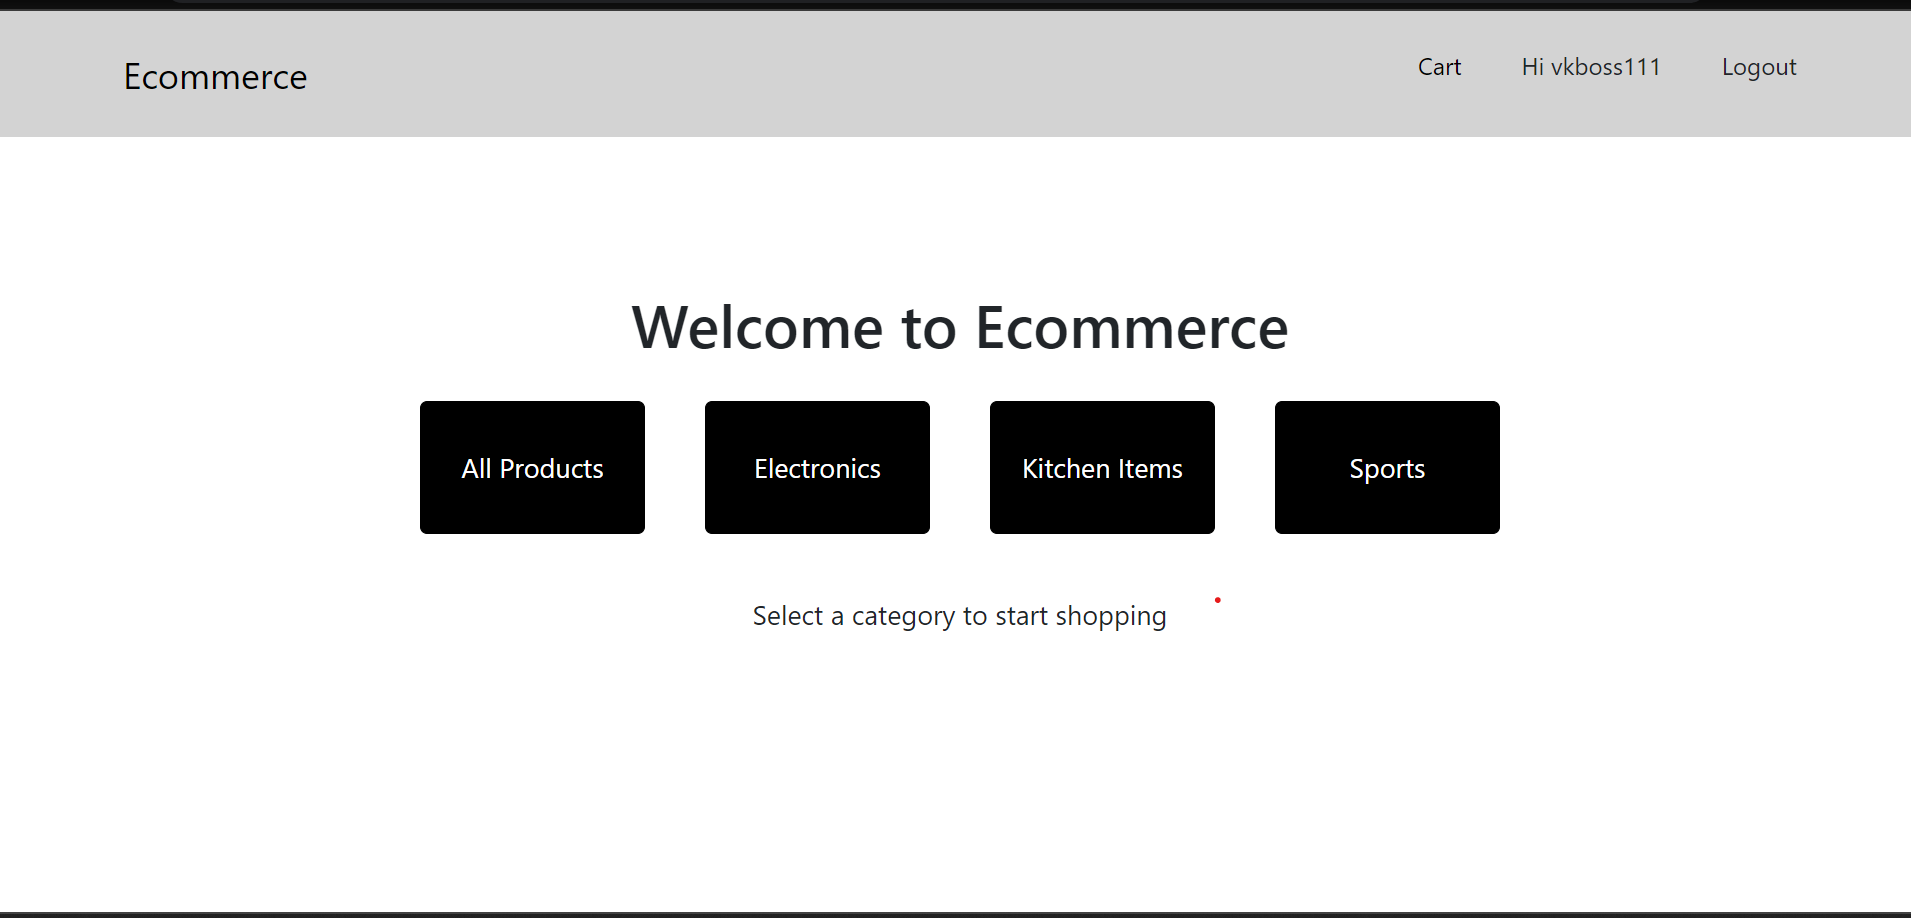 Ecommerce
Cart Hi vkboss111 Logout
Welcome to Ecommerce
All Products Electronics Kitchen Items Sports
Select a category to start shopping